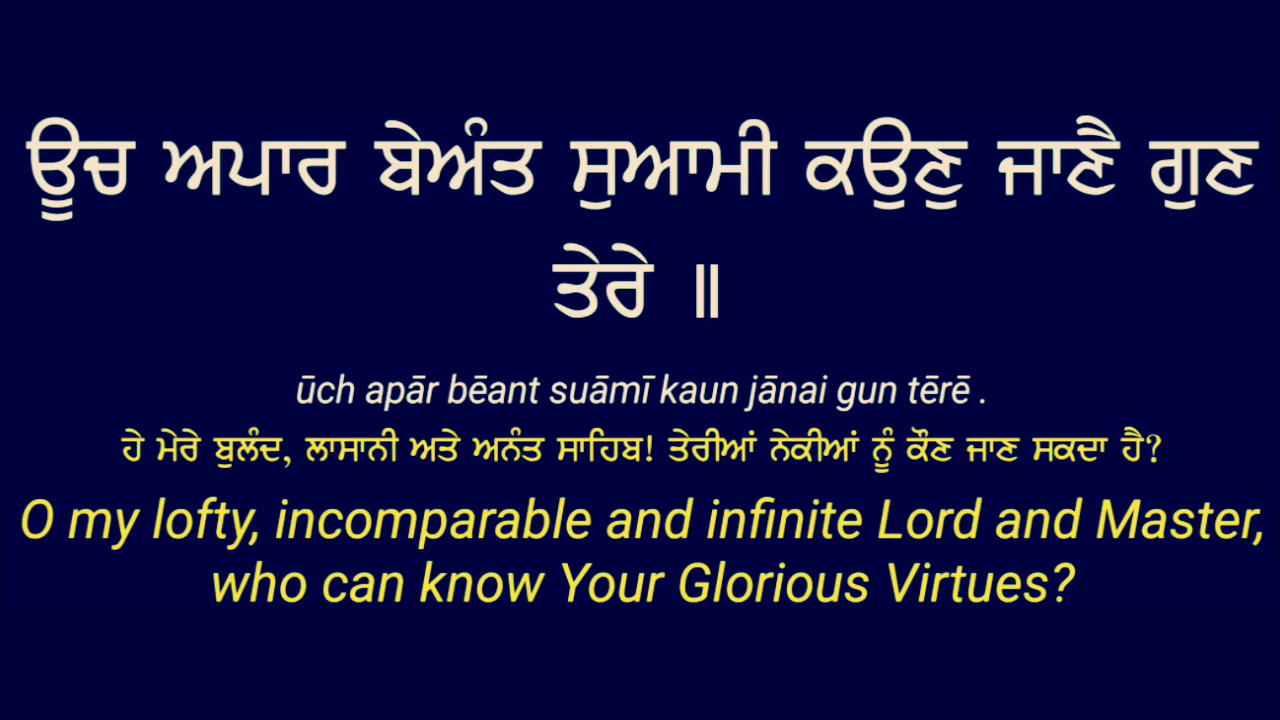 ਊਚ ਅਪਾਰ ਬੇਅੰਤ ਸੁਆਮੀ ਕਉਣੁ ਜਾਣੈ ਗੁਣ
ਤੇਰੇ ॥
ūch apār bēant suāmī kaun jānai gun tērē .
ਹੇ ਮੇਰੇ ਬੁਲੰਦ, ਲਾਸਾਨੀ ਅਤੇ ਅਨੰਤ ਸਾਹਿਬ! ਤੇਰੀਆਂ ਨੇਕੀਆਂ ਨੂੰ ਕੌਣ ਜਾਣ ਸਕਦਾ ਹੈ?
O my lofty, incomparable and infinite Lord and Master,
who can know Your Glorious Virtues?